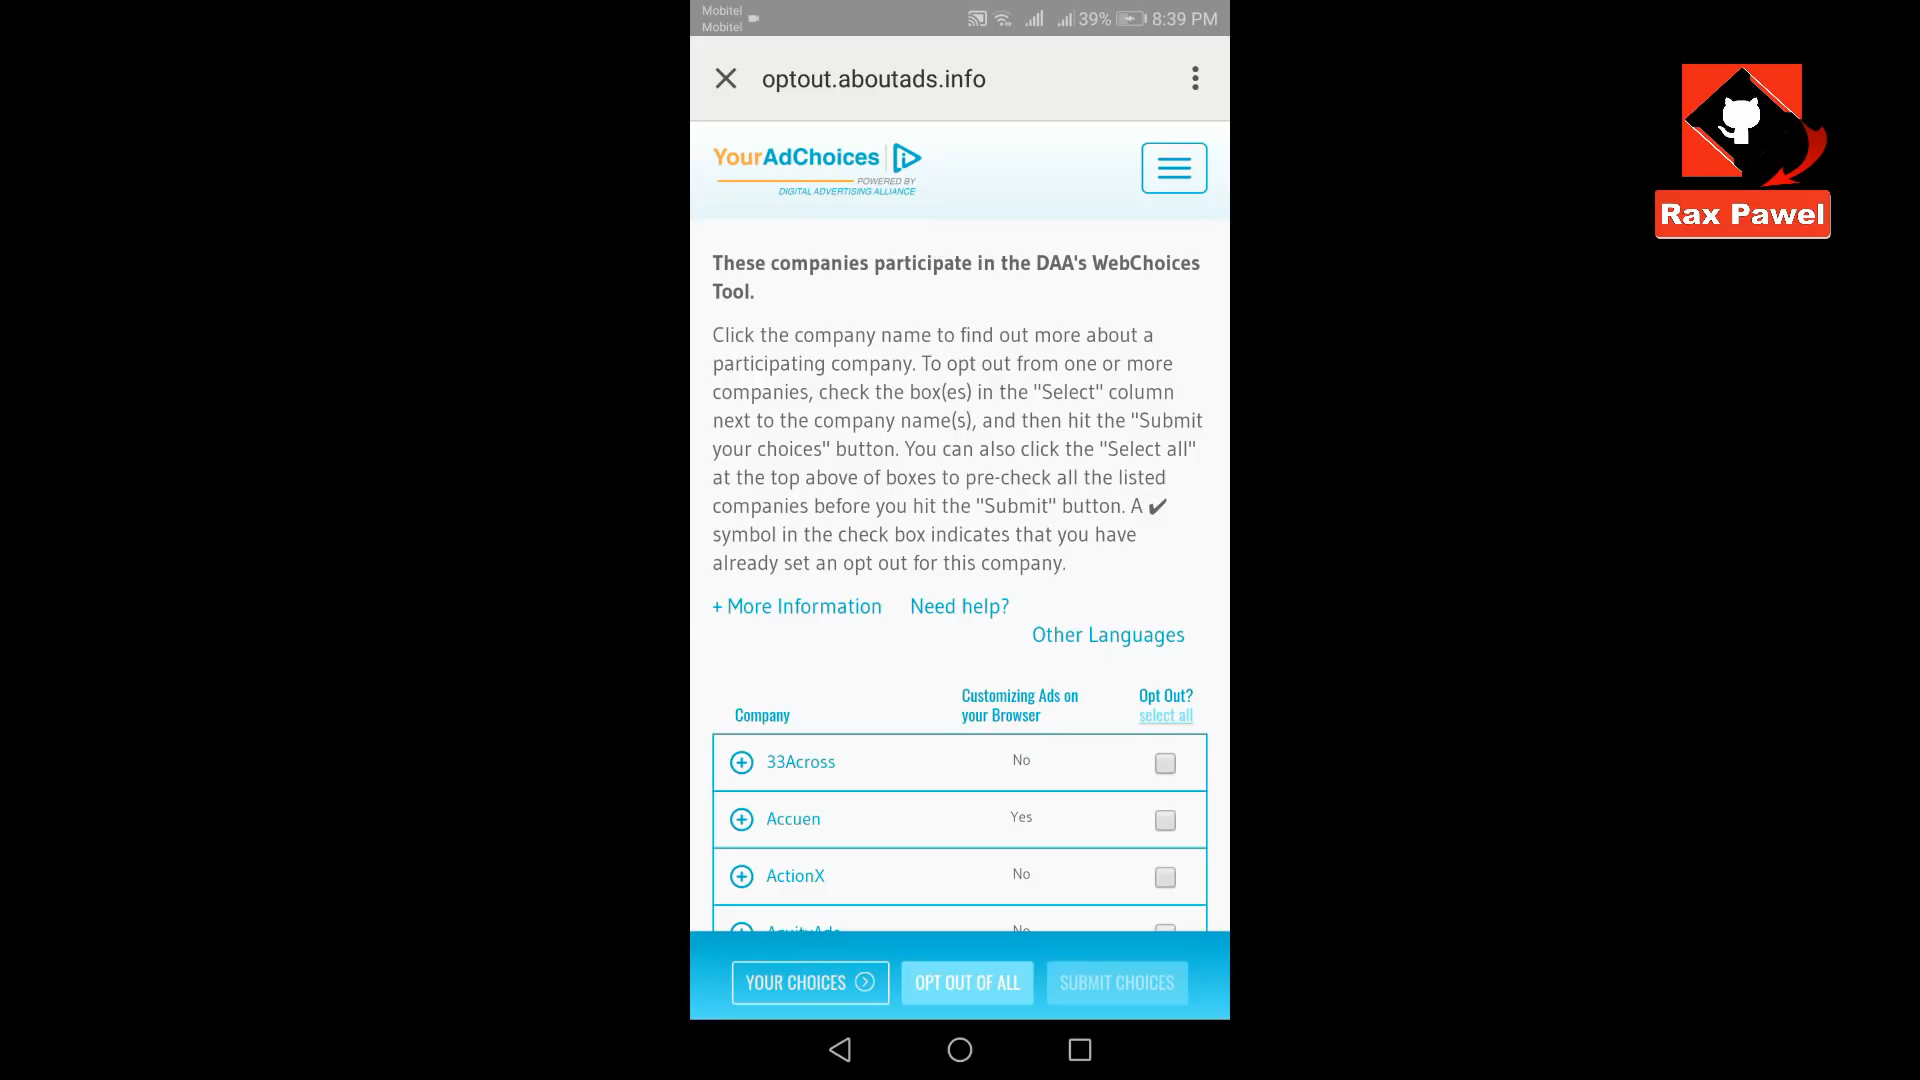 Mobitel
Mobitel
39%
8:39 PM
optout.aboutads.info
YourAdChoices
POWERED BY
DIGITAL ADVERTISING ALLIANCE
Rax Pawel
These companies participate in the DAA's WebChoices
Tool.
Click the company name to find out more about a
participating company. To opt out from one or more
companies, check the box(es) in the "Select" column
next to the company name(s), and then hit the "Submit
your choices" button. You can also click the "Select all"
at the top above of boxes to pre-check all the listed
companies before you hit the "Submit" button. A ✔
symbol in the check box indicates that you have
already set an opt out for this company.
+ More Information Need help?
Other Languages
Company
Customizing Ads on
your Browser
Opt Out?
select all
33Across No
Accuen Yes
ActionX No
AcuityAds No
YOUR CHOICES OPT OUT OF ALL SUBMIT CHOICES